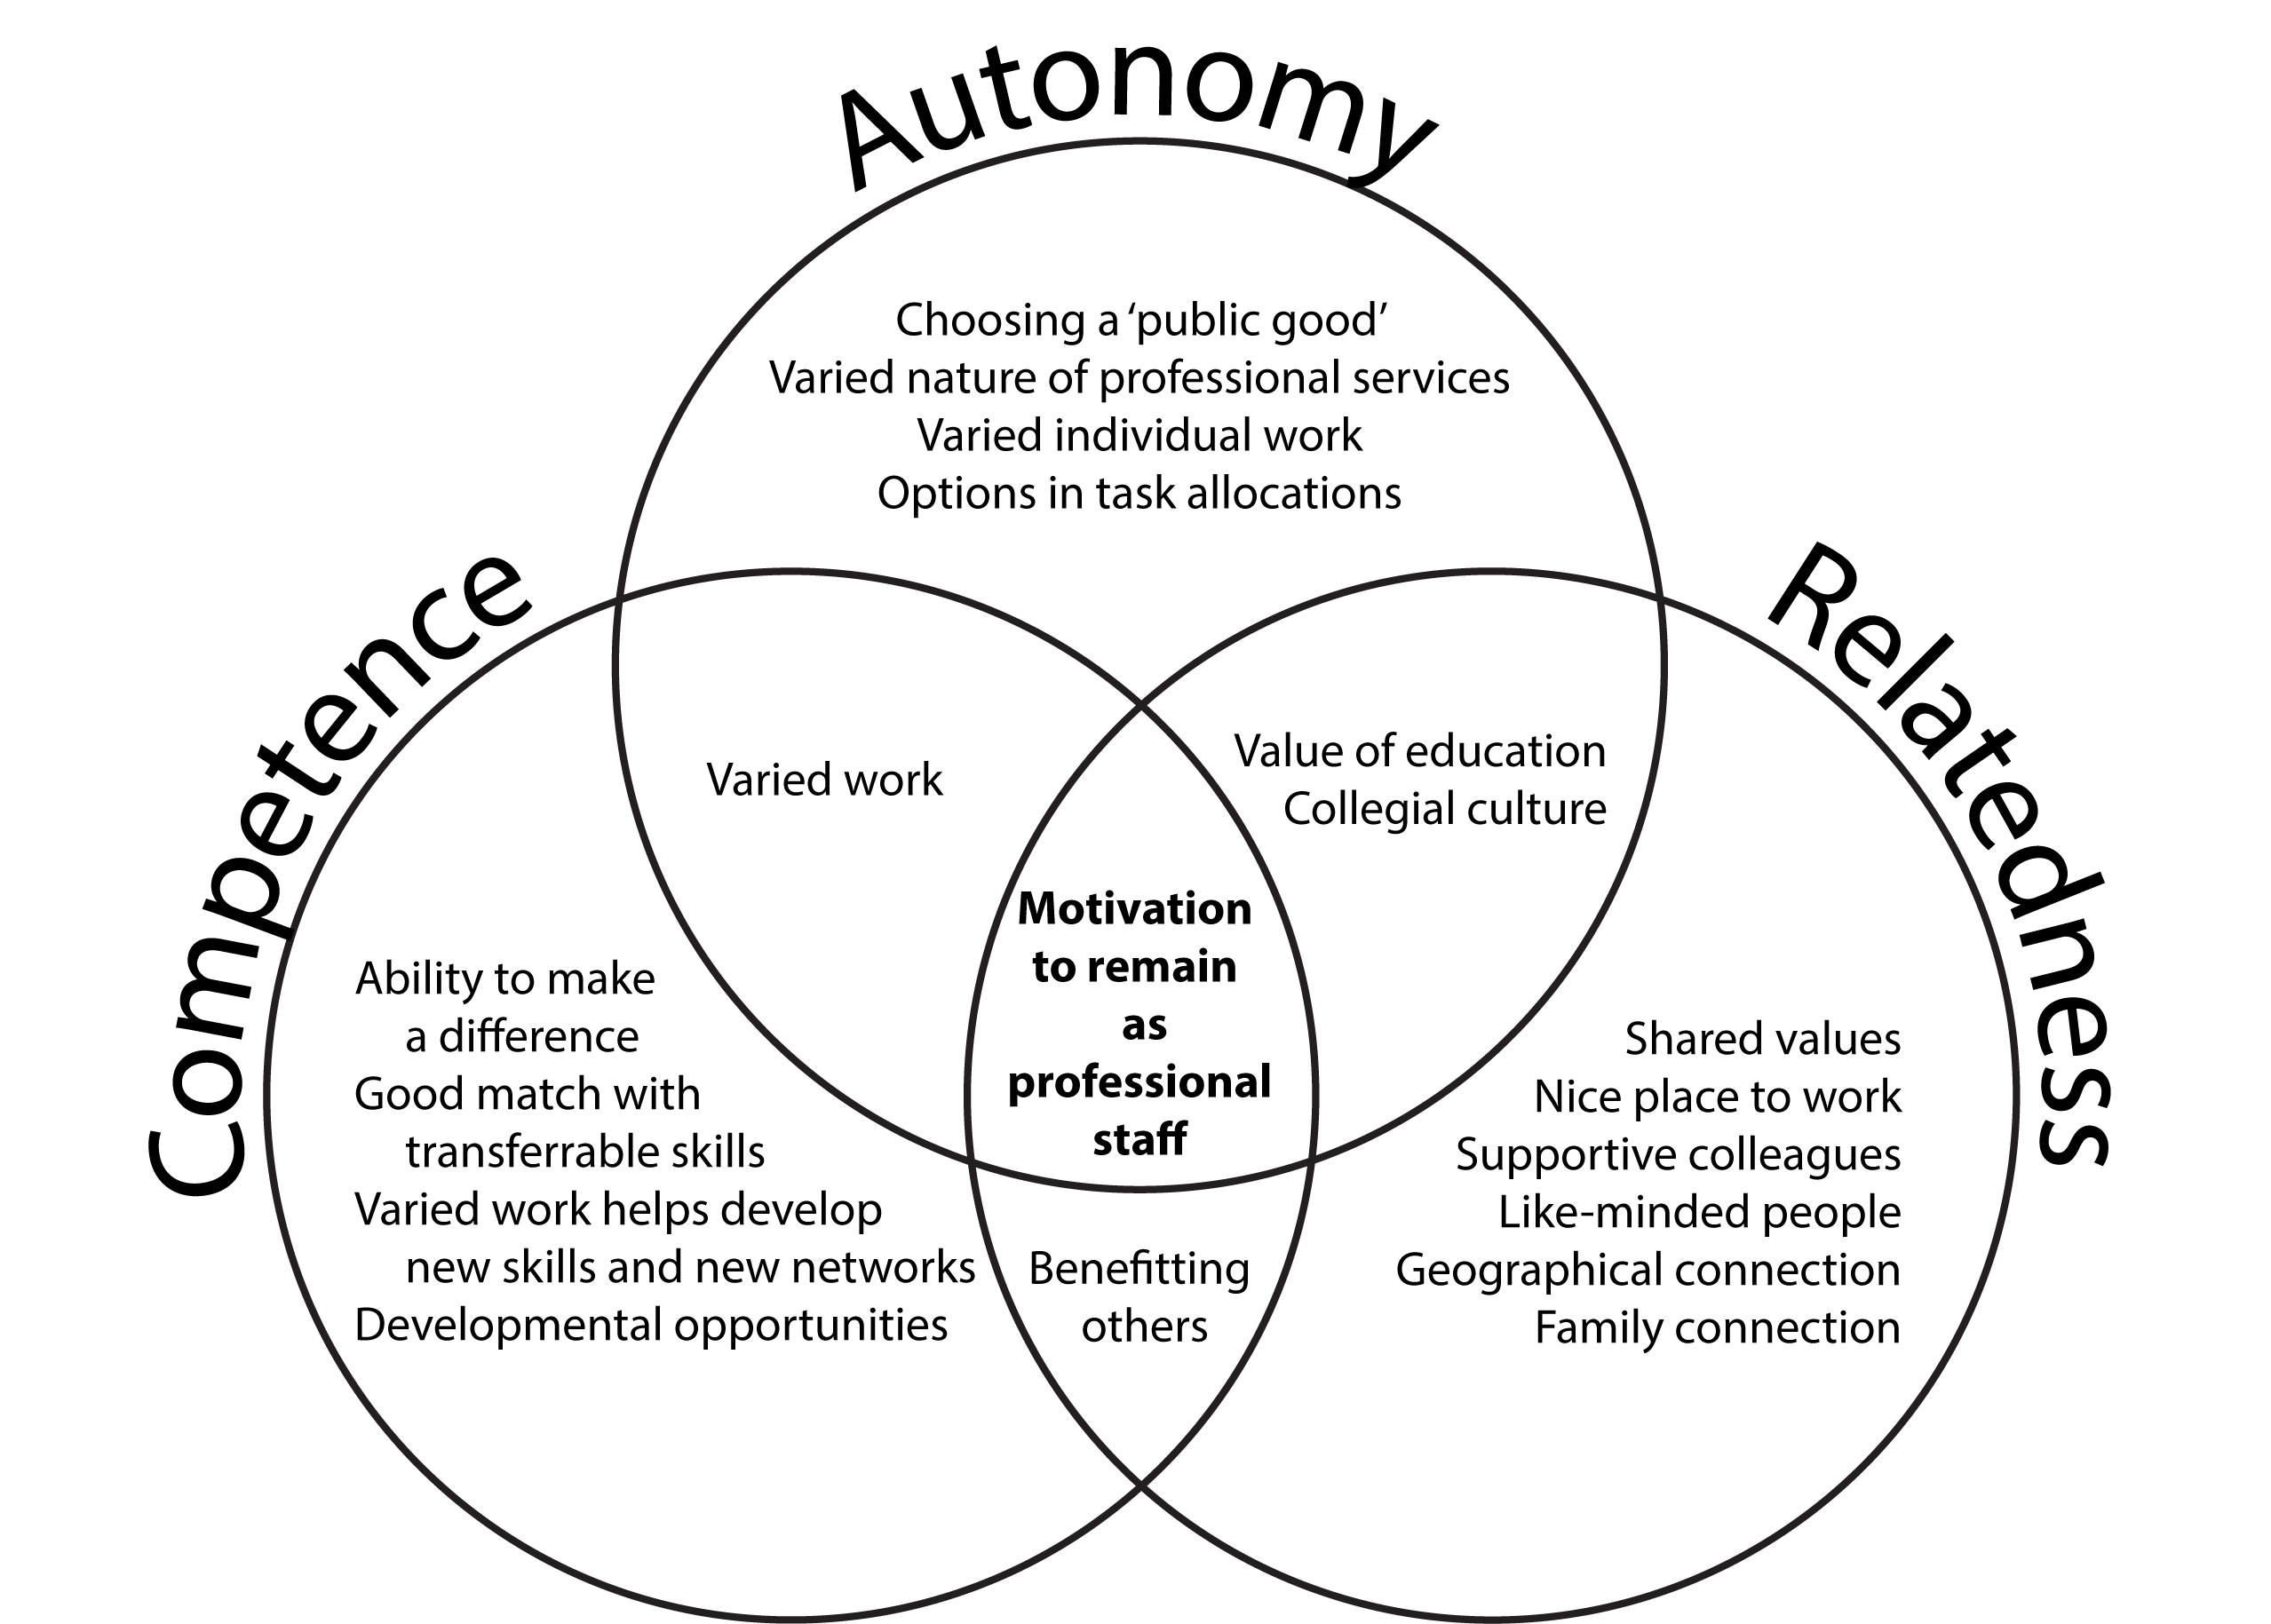 Autonomy
Choosing a ‘public good’
Varied nature of professional services
Varied individual work
Options in task allocations
Competence
Relatedness
Varied work
Value of education
Collegial culture
Motivation
to remain
as
professional
staff
Ability to make
a difference
Good match with
transferrable skills
Varied work helps develop
new skills and new networks
Developmental opportunities
Benefitting
others
Shared values
Nice place to work
Supportive colleagues
Like-minded people
Geographical connection
Family connection